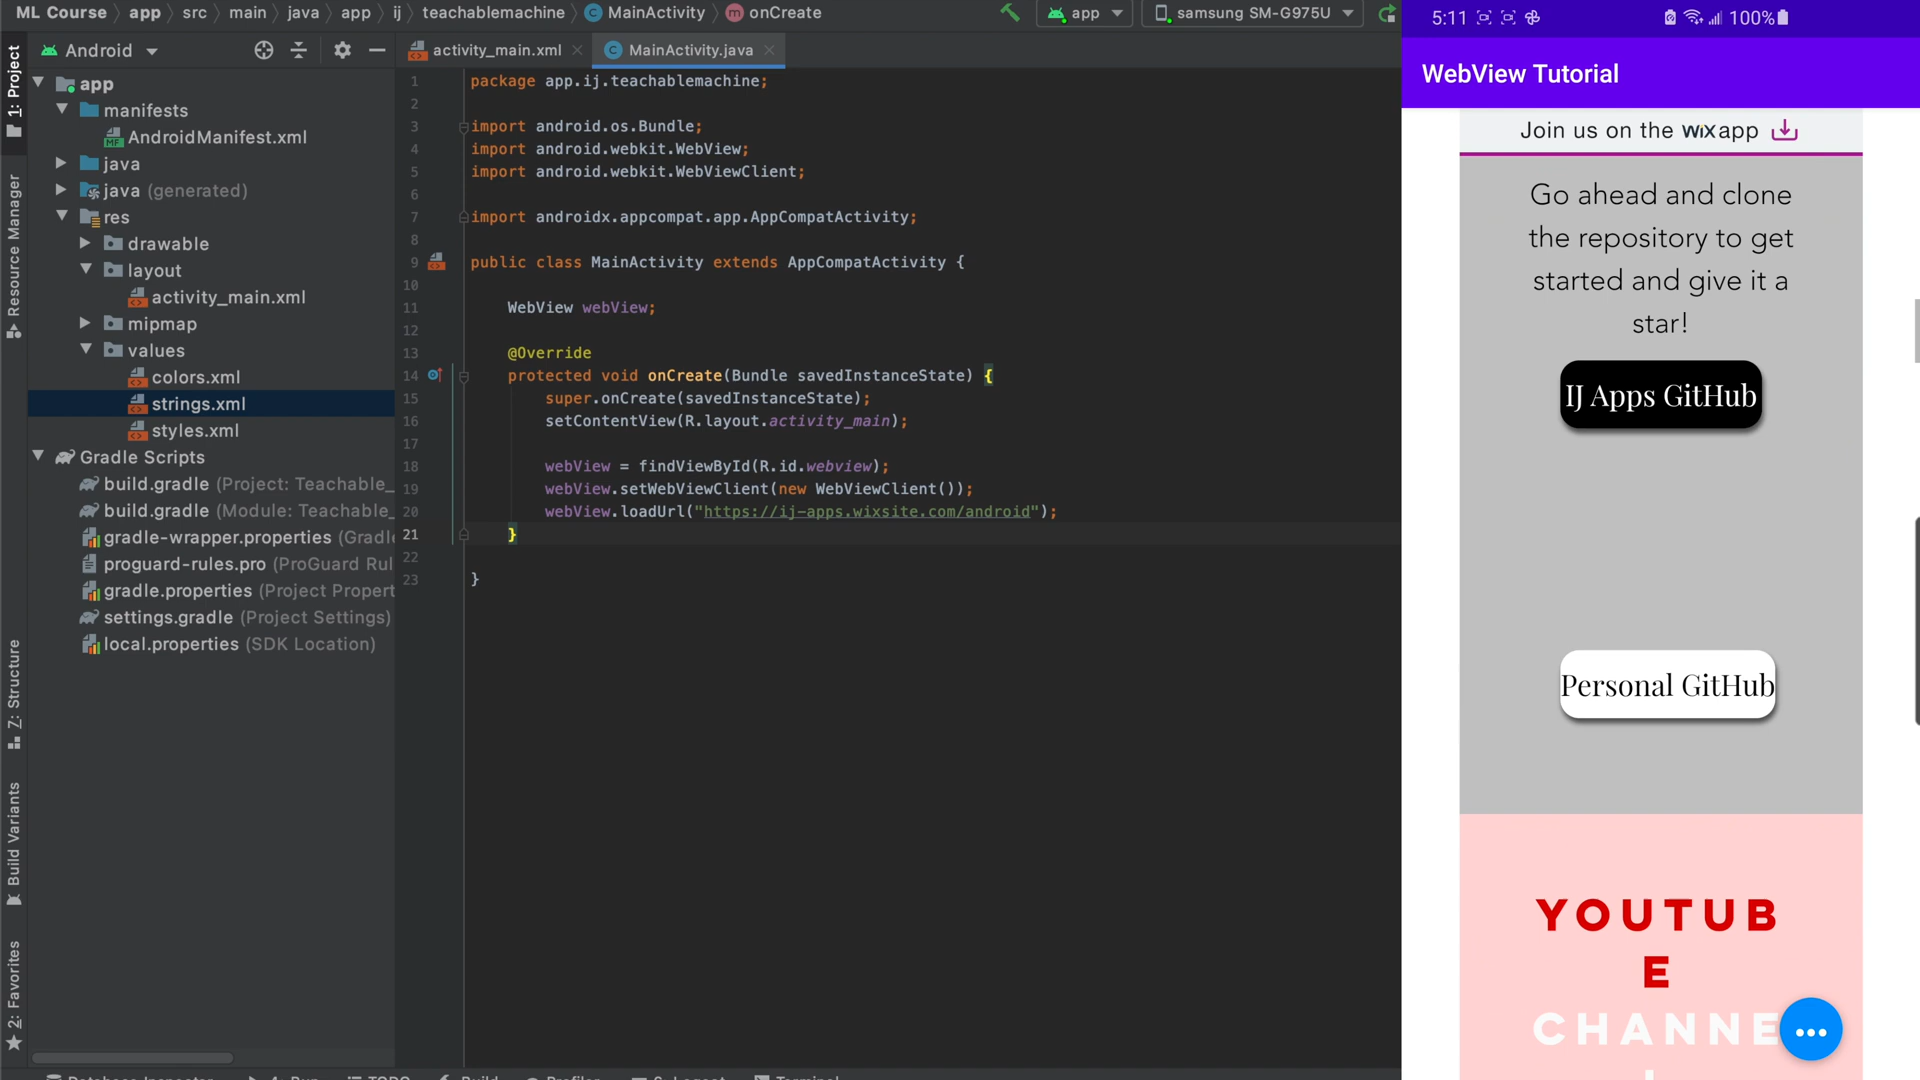 ML Course app src main java app ij teachablemachine MainActivity onCreate
app samsung SM-G975U
Android
activity_main.xml MainActivity.java
1: Project
Resource Manager
Z: Structure
Build Variants
2: Favorites
app
manifests
AndroidManifest.xml
java
java (generated)
res
drawable
layout
activity_main.xml
mipmap
values
colors.xml
strings.xml
styles.xml
Gradle Scripts
build.gradle (Project: Teachable_
build.gradle (Module: Teachable_
gradle-wrapper.properties (Gradle
proguard-rules.pro (ProGuard Rul
gradle.properties (Project Propert
settings.gradle (Project Settings)
local.properties (SDK Location)
1 package app.ij.teachablemachine;
2
3 import android.os.Bundle;
4 import android.webkit.WebView;
5 import android.webkit.WebViewClient;
6
7 import androidx.appcompat.app.AppCompatActivity;
8
9 public class MainActivity extends AppCompatActivity {
10
11 WebView webView;
12
13 @Override
14 protected void onCreate(Bundle savedInstanceState) {
15 super.onCreate(savedInstanceState);
16 setContentView(R.layout.activity_main);
17
18 webView = findViewById(R.id.webview);
19 webView.setWebViewClient(new WebViewClient());
20 webView.loadUrl("https://ij-apps.wixsite.com/android");
21 }
22
23 }
5:11 100%
WebView Tutorial
Join us on the wix app
Go ahead and clone
the repository to get
started and give it a
star!
IJ Apps GitHub
Personal GitHub
YOUTUB
E
CHANNE